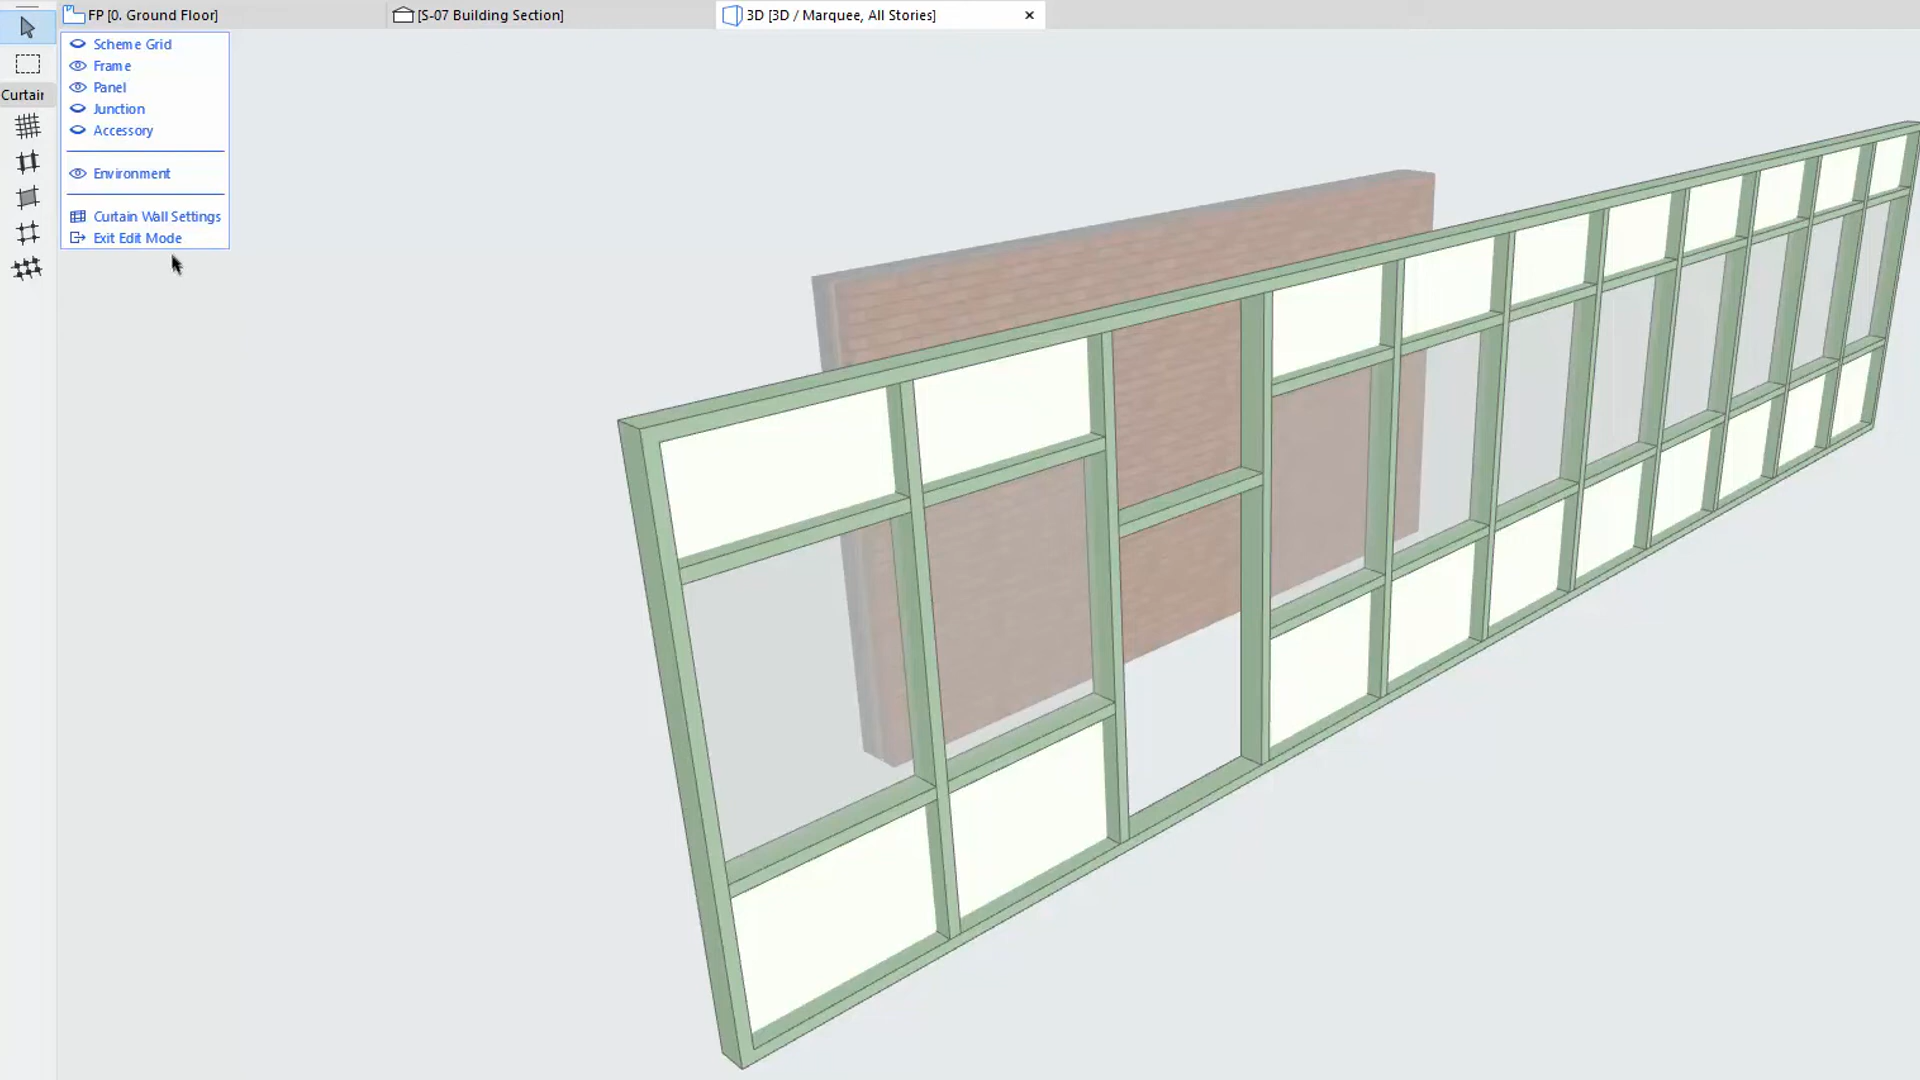 FP [0. Ground Floor]
[S-07 Building Section]
3D [3D / Marquee, All Stories]
Scheme Grid
Frame
Panel
Curtair
Junction
Accessory
Environment
Curtain Wall Settings
Exit Edit Mode